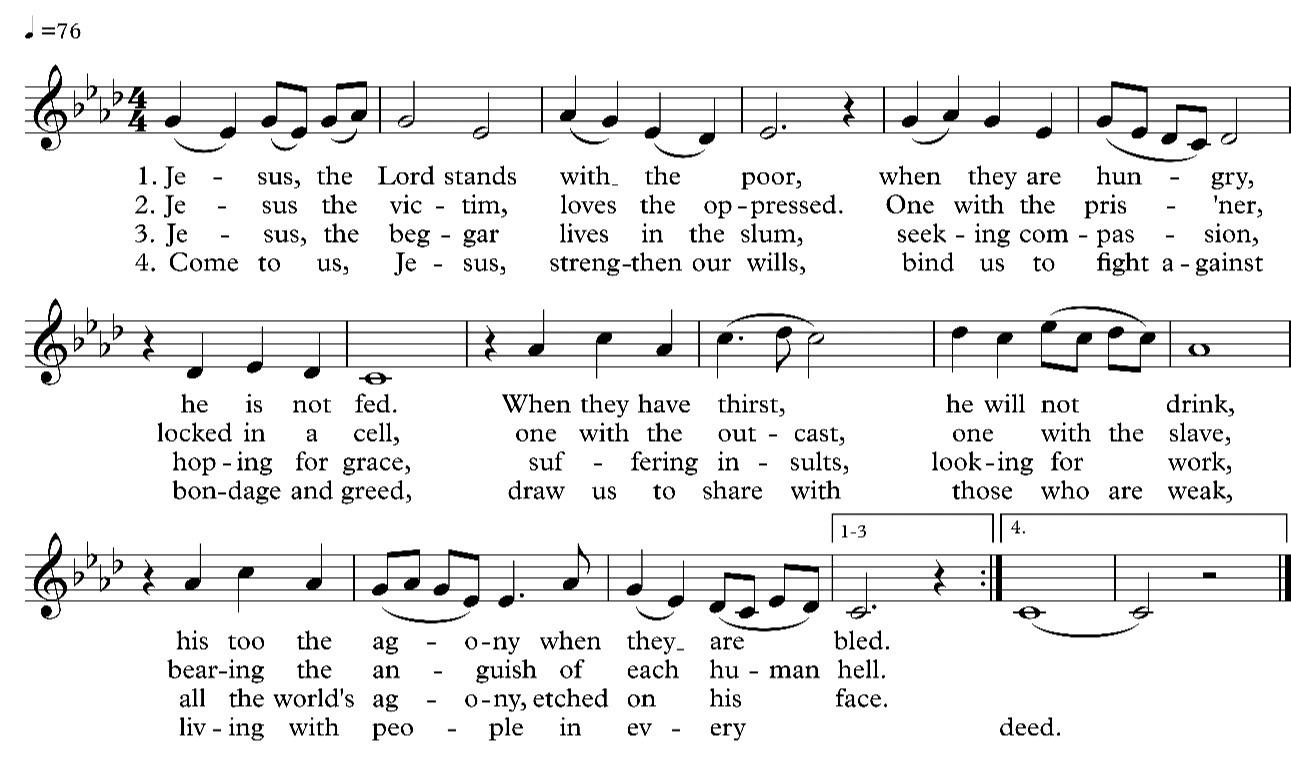 ♩=76
1. Je - sus, the Lord stands with_ the poor, when they are hun - gry,
2. Je - sus the vic - tim, loves the op - pressed. One with the pris - 'ner,
3. Je - sus, the beg - gar lives in the slum, seek - ing com - pas - sion,
4. Come to us, Je - sus, streng - then our wills, bind us to fight a - gainst
he is not fed. When they have thirst, he will not drink,
locked in a cell, one with the out - cast, one with the slave,
hop - ing for grace, suf - fering in - sults, look - ing for work,
bon - dage and greed, draw us to share with those who are weak,
1-3 4.
his too the ag - o - ny when they_ are bled.
bear - ing the an - guish of each hu - man hell.
all the world's ag - o - ny, etched on his face.
liv - ing with peo - ple in ev - ery deed.